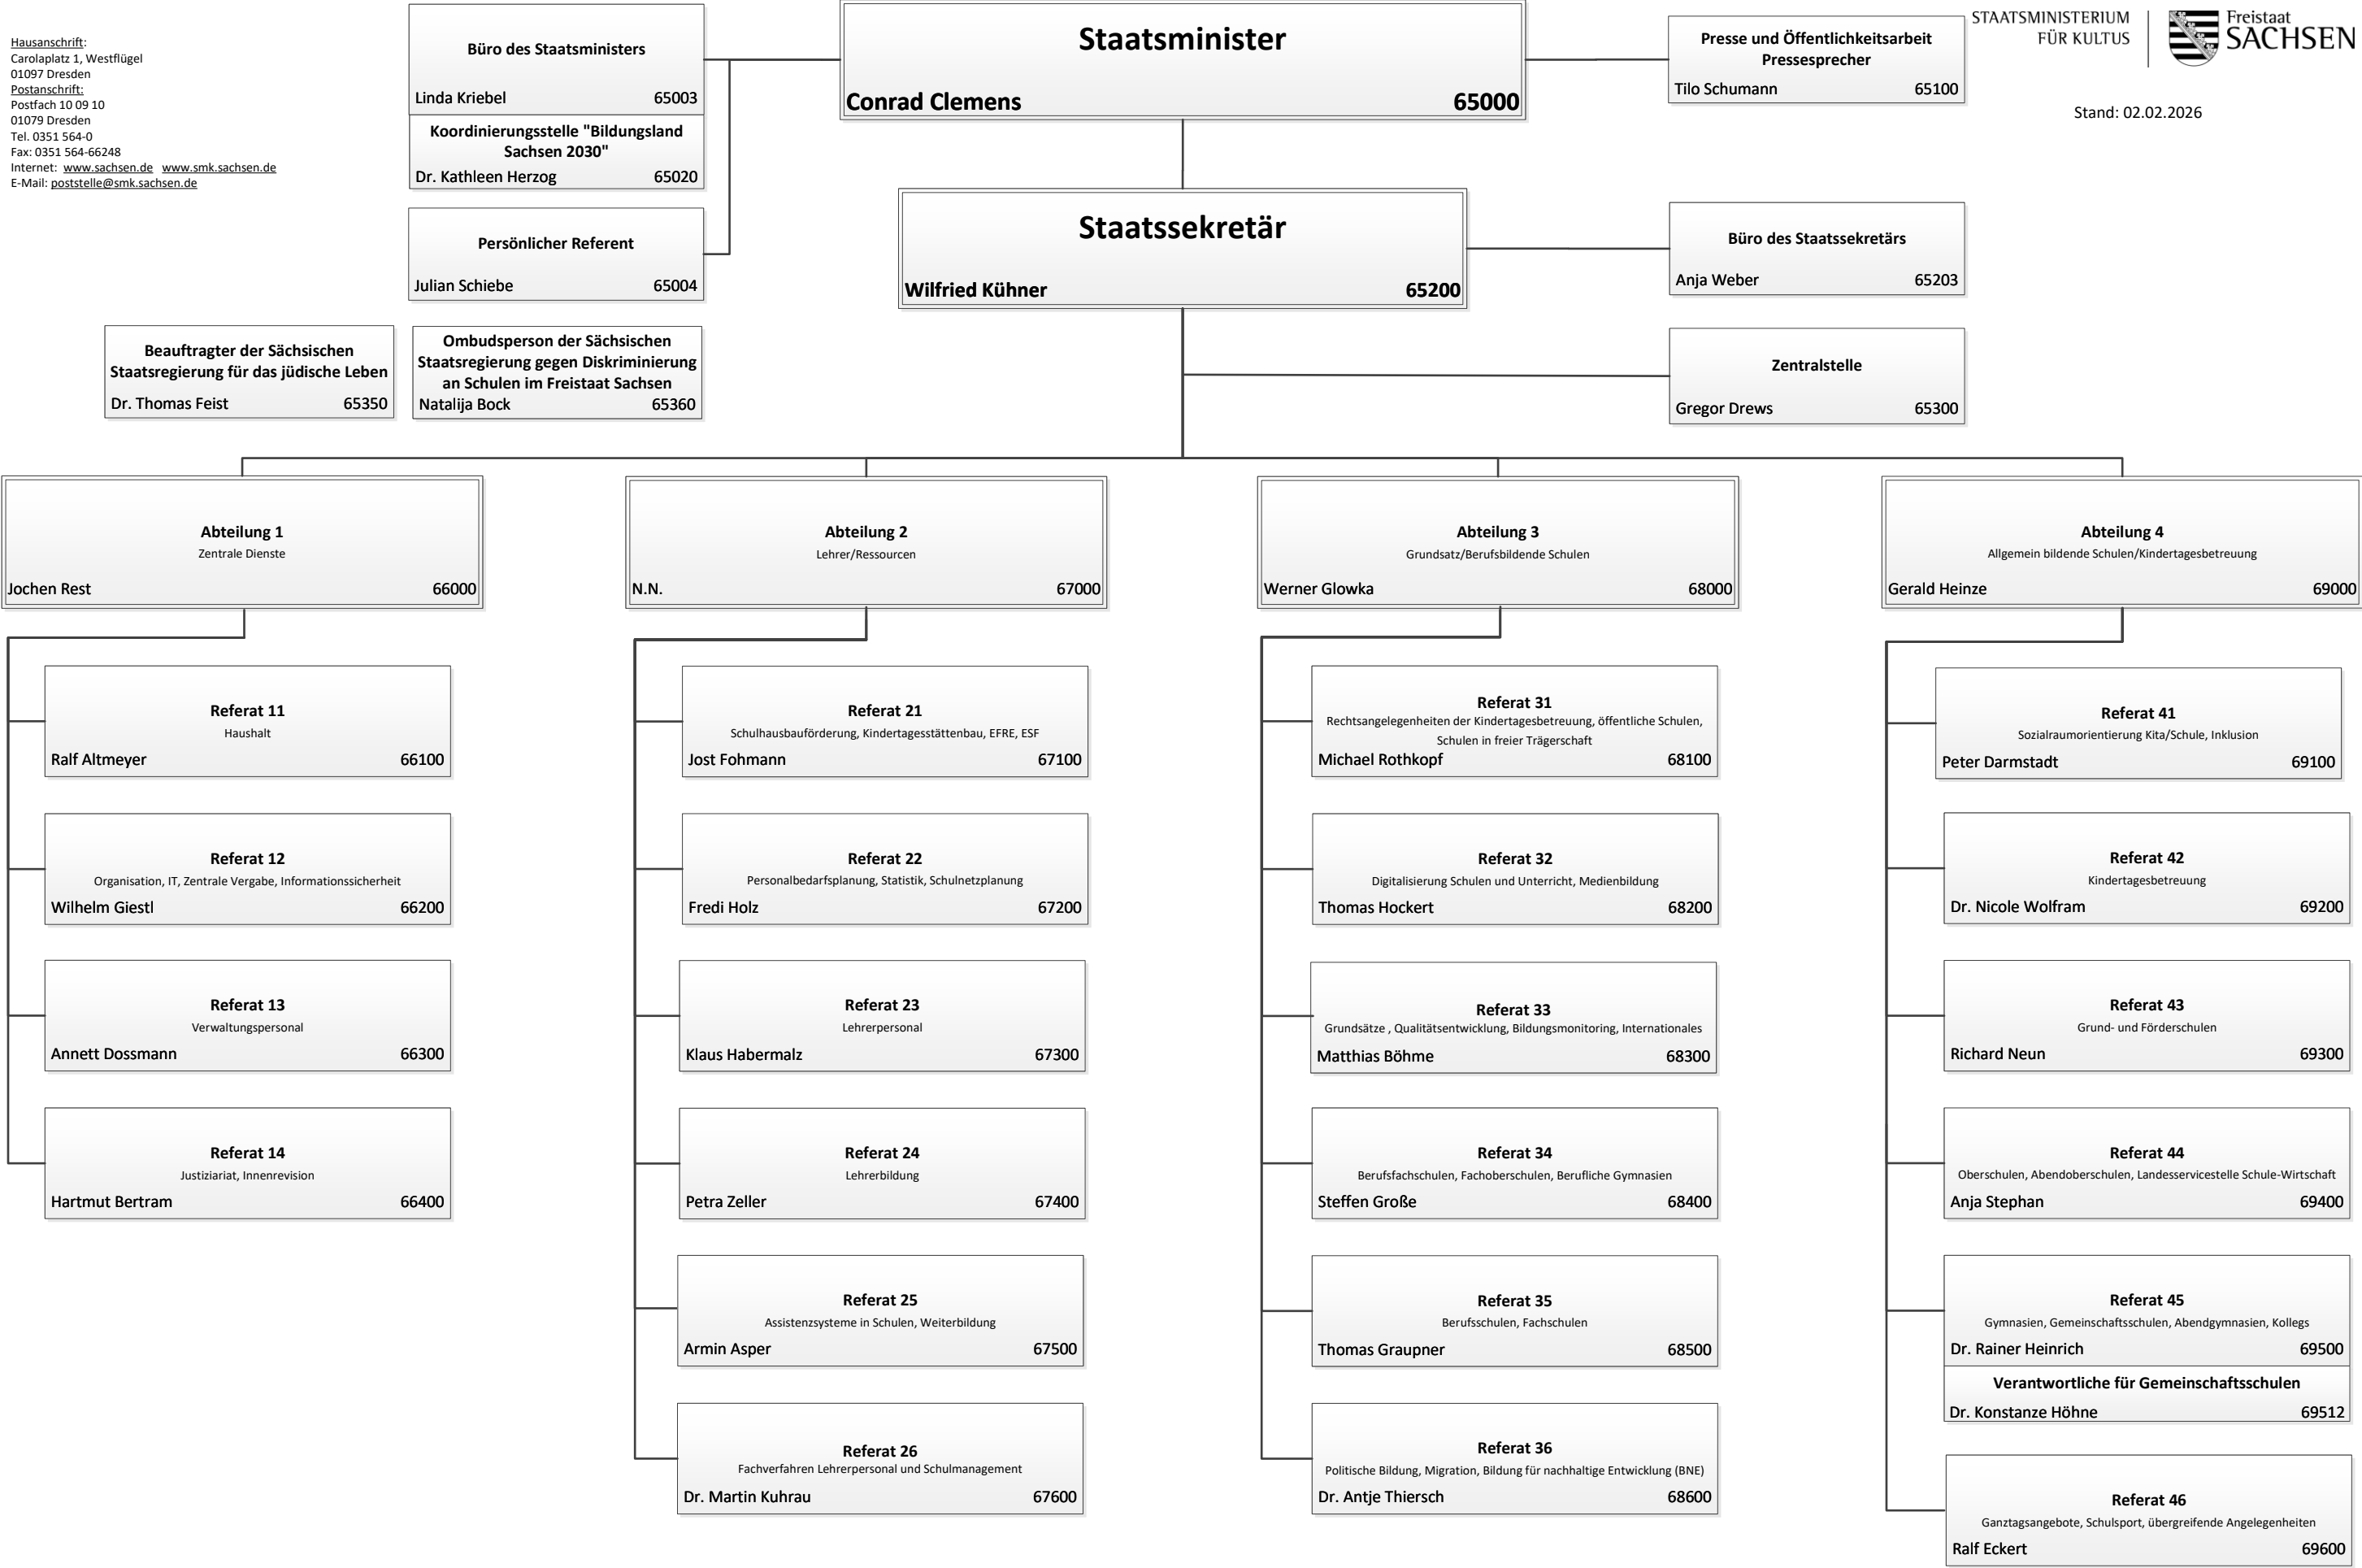 Hausanschrift:
Carolaplatz 1, Westflügel
01097 Dresden
Postanschrift:
Postfach 10 09 10
01079 Dresden
Tel. 0351 564-0
Fax: 0351 564-66248
Internet: www.sachsen.de www.smk.sachsen.de
E-Mail: poststelle@smk.sachsen.de
Büro des Staatsministers
Linda Kriebel 65003
Koordinierungsstelle "Bildungsland
Sachsen 2030"
Dr. Kathleen Herzog 65020
Persönlicher Referent
Julian Schiebe 65004
Staatsminister
Conrad Clemens 65000
Presse und Öffentlichkeitsarbeit
Pressesprecher
Tilo Schumann 65100
STAATSMINISTERIUM
FÜR KULTUS
Freistaat
SACHSEN
Stand: 02.02.2026
Staatssekretär
Wilfried Kühner 65200
Büro des Staatssekretärs
Anja Weber 65203
Beauftragter der Sächsischen
Staatsregierung für das jüdische Leben
Dr. Thomas Feist 65350
Ombudsperson der Sächsischen
Staatsregierung gegen Diskriminierung
an Schulen im Freistaat Sachsen
Natalija Bock 65360
Zentralstelle
Gregor Drews 65300
Abteilung 1
Zentrale Dienste
Jochen Rest 66000
Referat 11
Haushalt
Ralf Altmeyer 66100
Referat 12
Organisation, IT, Zentrale Vergabe, Informationssicherheit
Wilhelm Giestl 66200
Referat 13
Verwaltungspersonal
Annett Dossmann 66300
Referat 14
Justiziariat, Innenrevision
Hartmut Bertram 66400
Abteilung 2
Lehrer/Ressourcen
N.N. 67000
Referat 21
Schulhausbauförderung, Kindertagesstättenbau, EFRE, ESF
Jost Fohmann 67100
Referat 22
Personalbedarfsplanung, Statistik, Schulnetzplanung
Fredi Holz 67200
Referat 23
Lehrerpersonal
Klaus Habermalz 67300
Referat 24
Lehrerbildung
Petra Zeller 67400
Referat 25
Assistenzsysteme in Schulen, Weiterbildung
Armin Asper 67500
Referat 26
Fachverfahren Lehrerpersonal und Schulmanagement
Dr. Martin Kuhrau 67600
Abteilung 3
Grundsatz/Berufsbildende Schulen
Werner Glowka 68000
Referat 31
Rechtsangelegenheiten der Kindertagesbetreuung, öffentliche Schulen,
Schulen in freier Trägerschaft
Michael Rothkopf 68100
Referat 32
Digitalisierung Schulen und Unterricht, Medienbildung
Thomas Hockert 68200
Referat 33
Grundsätze , Qualitätsentwicklung, Bildungsmonitoring, Internationales
Matthias Böhme 68300
Referat 34
Berufsfachschulen, Fachoberschulen, Berufliche Gymnasien
Steffen Große 68400
Referat 35
Berufsschulen, Fachschulen
Thomas Graupner 68500
Referat 36
Politische Bildung, Migration, Bildung für nachhaltige Entwicklung (BNE)
Dr. Antje Thiersch 68600
Abteilung 4
Allgemein bildende Schulen/Kindertagesbetreuung
Gerald Heinze 69000
Referat 41
Sozialraumorientierung Kita/Schule, Inklusion
Peter Darmstadt 69100
Referat 42
Kindertagesbetreuung
Dr. Nicole Wolfram 69200
Referat 43
Grund- und Förderschulen
Richard Neun 69300
Referat 44
Oberschulen, Abendoberschulen, Landesservicestelle Schule-Wirtschaft
Anja Stephan 69400
Referat 45
Gymnasien, Gemeinschaftsschulen, Abendgymnasien, Kollegs
Dr. Rainer Heinrich 69500
Verantwortliche für Gemeinschaftsschulen
Dr. Konstanze Höhne 69512
Referat 46
Ganztagsangebote, Schulsport, übergreifende Angelegenheiten
Ralf Eckert 69600